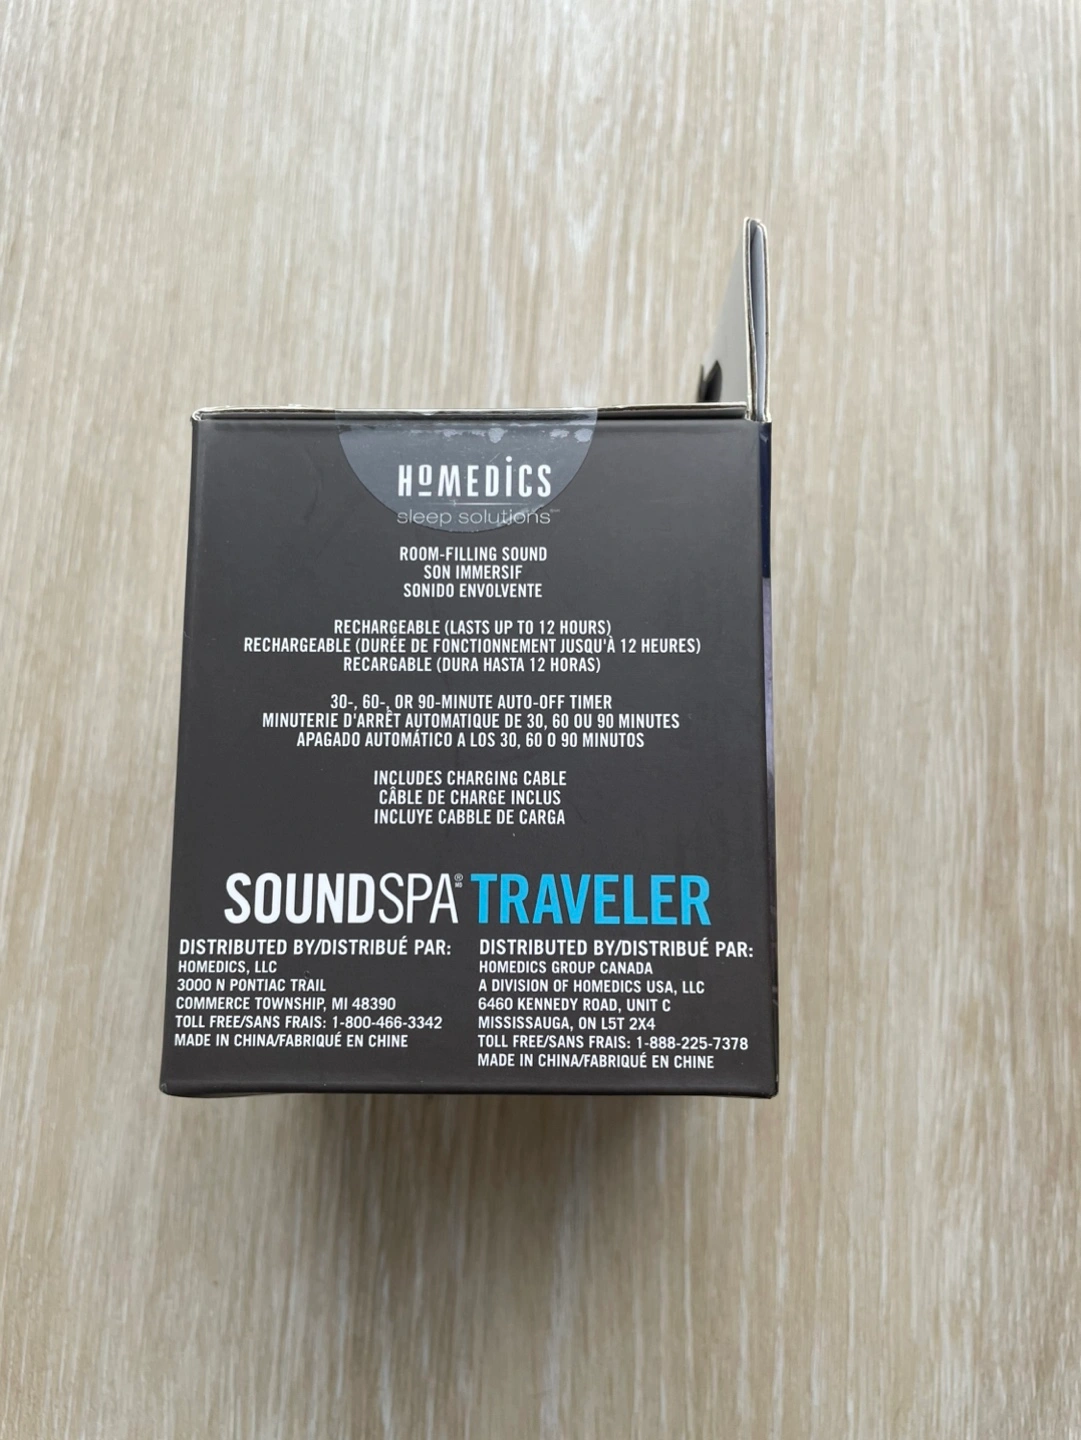 HOMEDICS
sleep solutions™
ROOM-FILLING SOUND
SON IMMERSIF
SONIDO ENVOLVENTE
RECHARGEABLE (LASTS UP TO 12 HOURS)
RECHARGEABLE (DURÉE DE FONCTIONNEMENT JUSQU'À 12 HEURES)
RECARGABLE (DURA HASTA 12 HORAS)
30-, 60-, OR 90-MINUTE AUTO-OFF TIMER
MINUTERIE D'ARRÊT AUTOMATIQUE DE 30, 60 OU 90 MINUTES
APAGADO AUTOMÁTICO A LOS 30, 60 O 90 MINUTOS
INCLUDES CHARGING CABLE
CÂBLE DE CHARGE INCLUS
INCLUYE CABBLE DE CARGA
SOUNDSPA® MD TRAVELER
DISTRIBUTED BY/DISTRIBUÉ PAR:
HOMEDICS, LLC
3000 N PONTIAC TRAIL
COMMERCE TOWNSHIP, MI 48390
TOLL FREE/SANS FRAIS: 1-800-466-3342
MADE IN CHINA/FABRIQUÉ EN CHINE
DISTRIBUTED BY/DISTRIBUÉ PAR:
HOMEDICS GROUP CANADA
A DIVISION OF HOMEDICS USA, LLC
6460 KENNEDY ROAD, UNIT C
MISSISSAUGA, ON L5T 2X4
TOLL FREE/SANS FRAIS: 1-888-225-7378
MADE IN CHINA/FABRIQUÉ EN CHINE